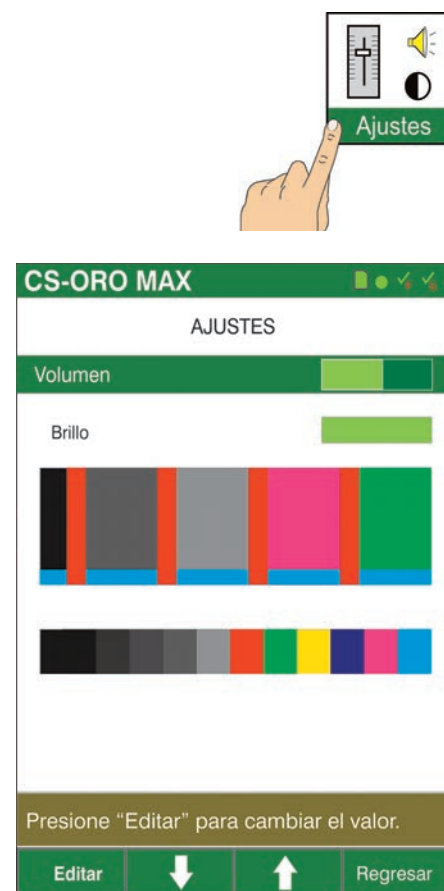 Ajustes
CS-ORO MAX
AJUSTES
Volumen
Brillo
Presione “Editar” para cambiar el valor.
Editar
Regresar